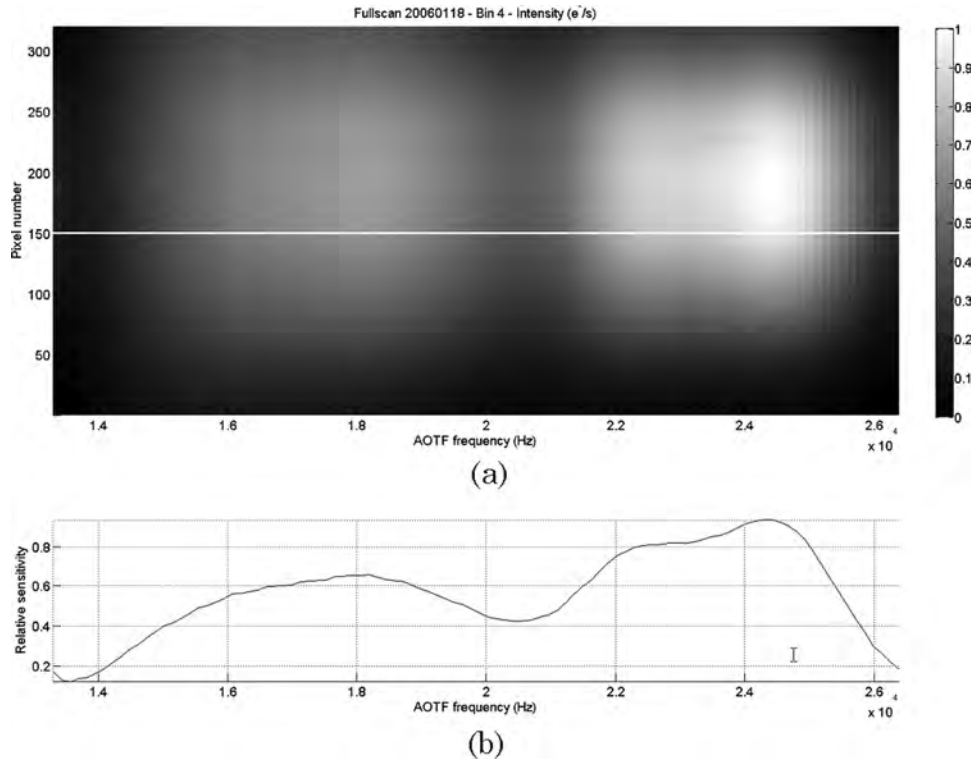 Fullscan 20060118 - Bin 4 - Intensity (e⁻/s)
300
250
200
150
100
50
Pixel number
1.4 1.6 1.8 2 2.2 2.4 2.6
AOTF frequency (Hz)
x 10⁴
1
0.9
0.8
0.7
0.6
0.5
0.4
0.3
0.2
0.1
0
(a)
0.8
0.6
0.4
0.2
Relative sensitivity
1.4 1.6 1.8 2 2.2 2.4 2.6
AOTF frequency (Hz)
x 10⁴
(b)